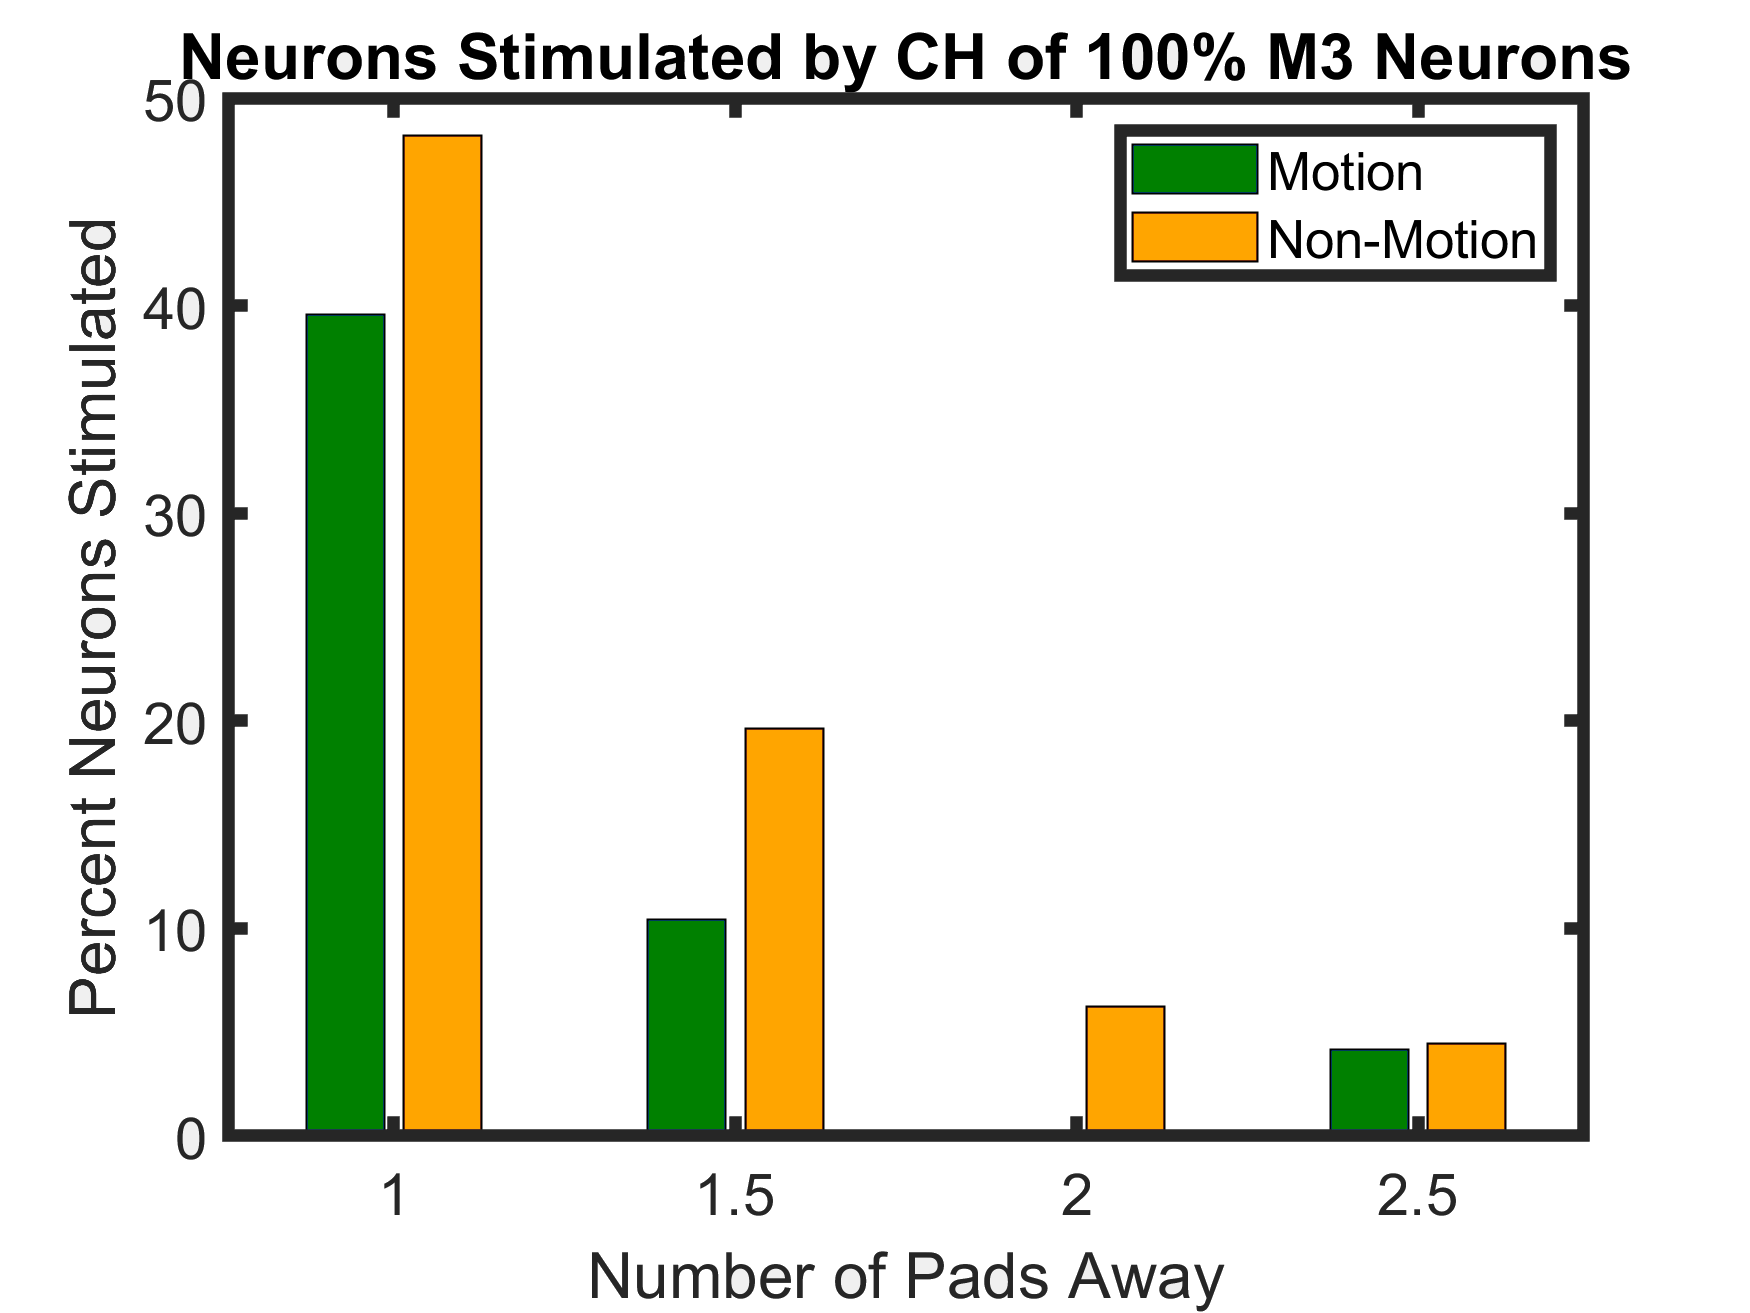 Neurons Stimulated by CH of 100% M3 Neurons
50
40
30
20
10
0
Percent Neurons Stimulated
Motion
Non-Motion
1 1.5 2 2.5
Number of Pads Away